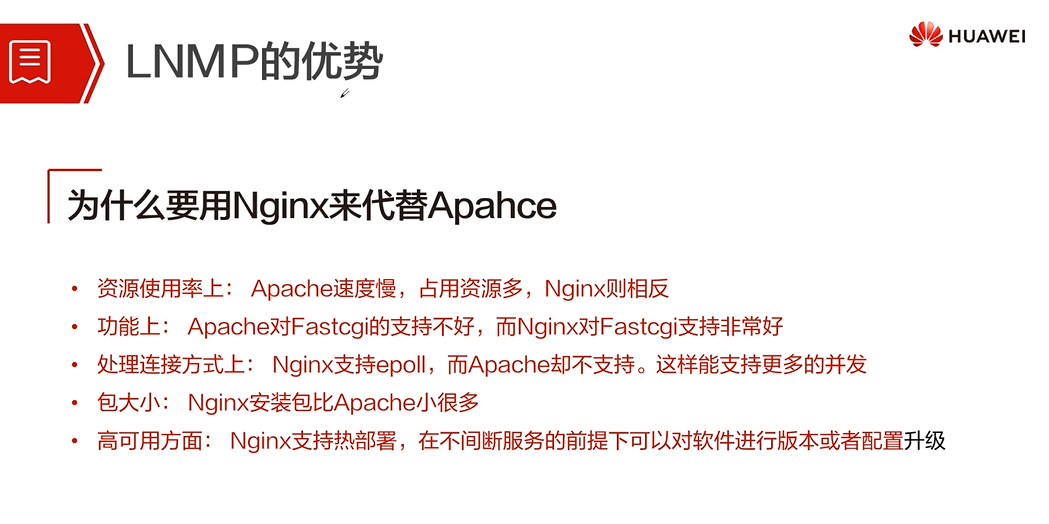 LNMP的优势
HUAWEI
为什么要用Nginx来代替Apahce
• 资源使用率上： Apache速度慢，占用资源多，Nginx则相反
• 功能上： Apache对Fastcgi的支持不好，而Nginx对Fastcgi支持非常好
• 处理连接方式上： Nginx支持epoll，而Apache却不支持。这样能支持更多的并发
• 包大小： Nginx安装包比Apache小很多
• 高可用方面： Nginx支持热部署，在不间断服务的前提下可以对软件进行版本或者配置升级